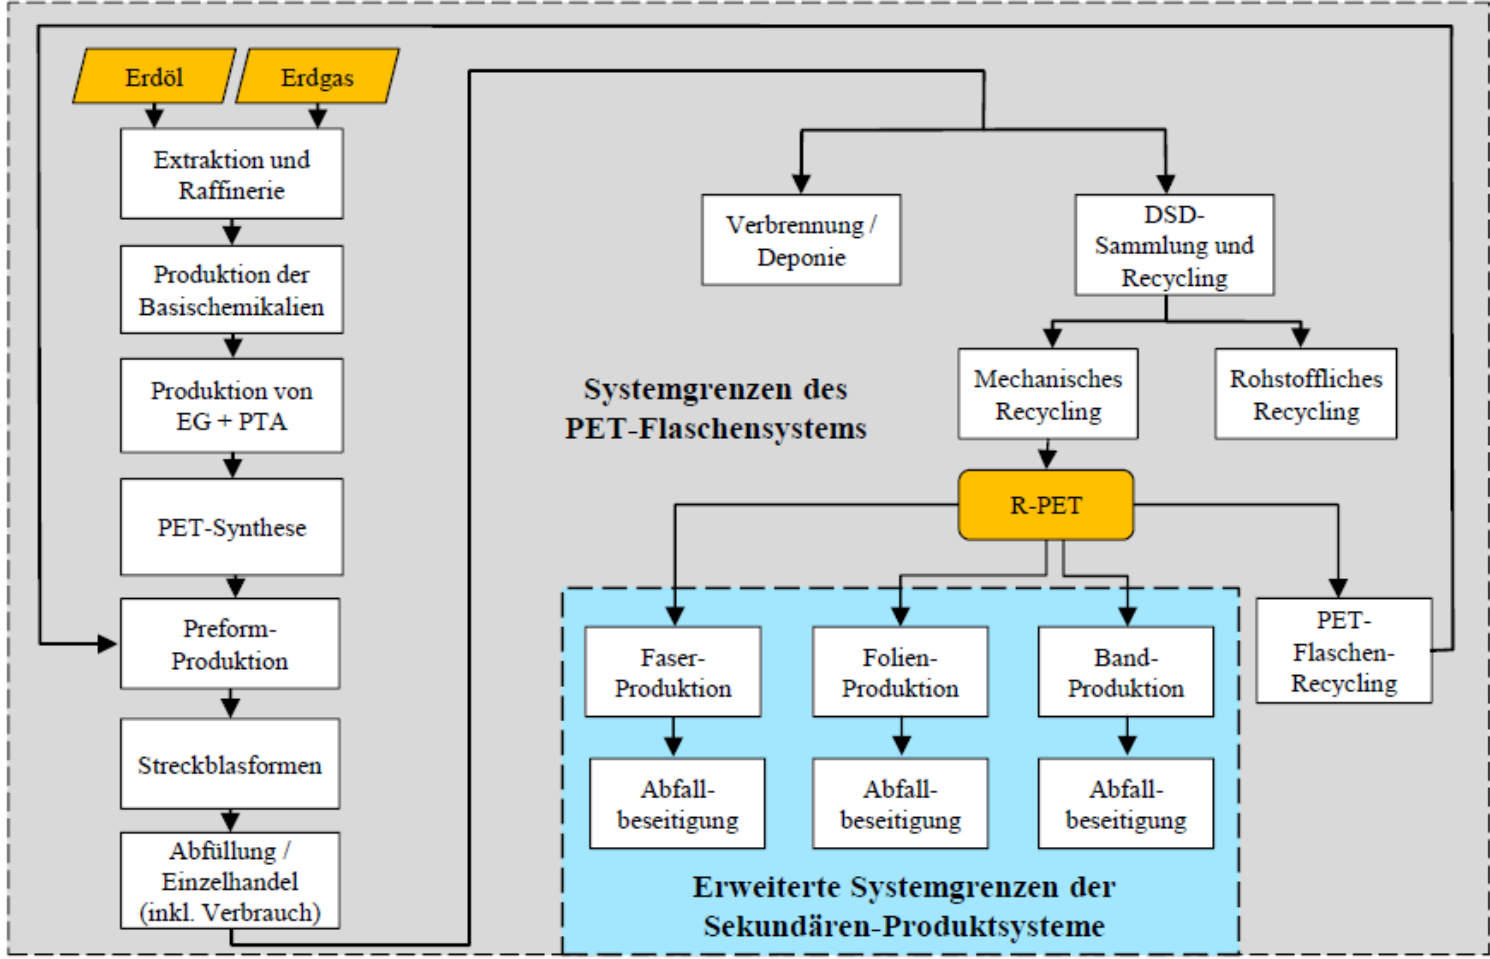 Erdöl
Erdgas
Extraktion und
Raffinerie
Produktion der
Basischemikalien
Produktion von
EG + PTA
PET-Synthese
Preform-
Produktion
Streckblasformen
Abfüllung /
Einzelhandel
(inkl. Verbrauch)
Verbrennung /
Deponie
DSD-
Sammlung und
Recycling
Mechanisches
Recycling
Rohstoffliches
Recycling
Systemgrenzen des
PET-Flaschensystems
R-PET
Faser-
Produktion
Folien-
Produktion
Band-
Produktion
PET-
Flaschen-
Recycling
Abfall-
beseitigung
Abfall-
beseitigung
Abfall-
beseitigung
Erweiterte Systemgrenzen der
Sekundären-Produktsysteme